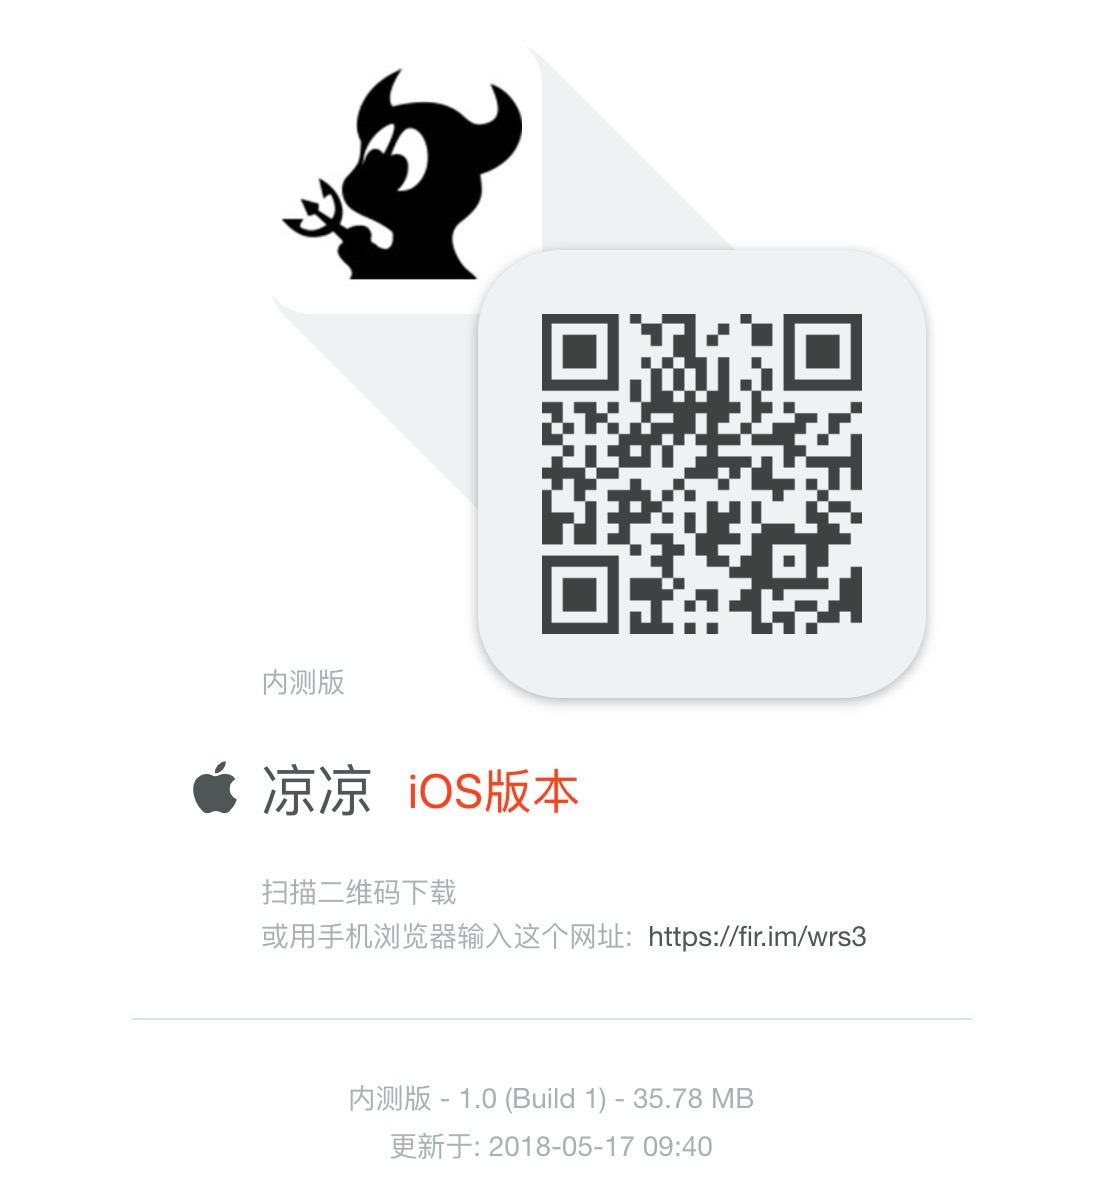 内测版
凉凉 iOS版本
扫描二维码下载
或用手机浏览器输入这个网址: https://fir.im/wrs3
内测版 - 1.0 (Build 1) - 35.78 MB
更新于: 2018-05-17 09:40